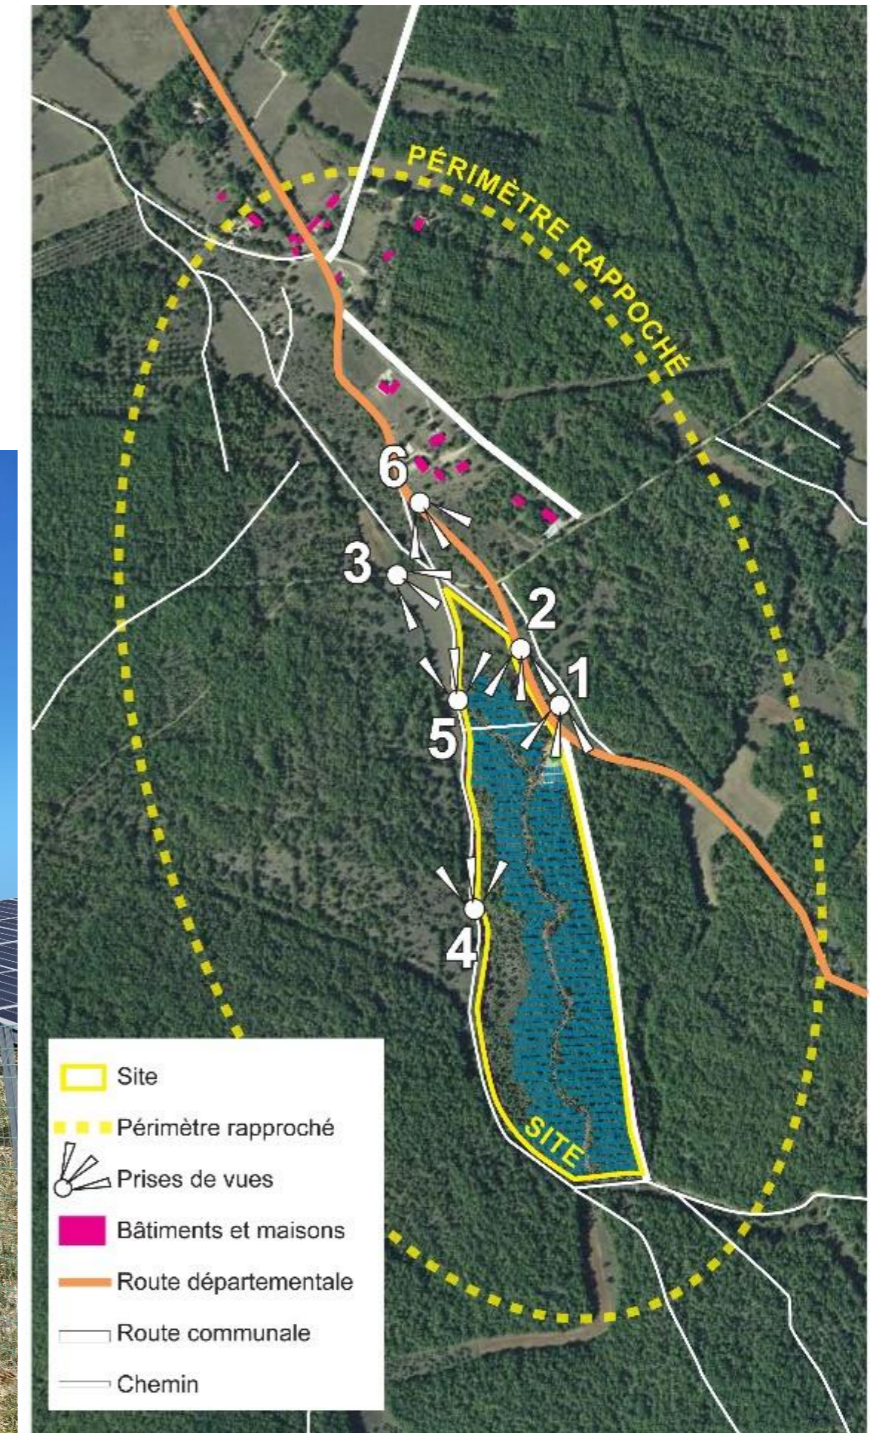 PÉRIMÈTRE RAPPOCHÉ
6
3
2
1
5
4
SITE
Site
Périmètre rapproché
Prises de vues
Bâtiments et maisons
Route départementale
Route communale
Chemin